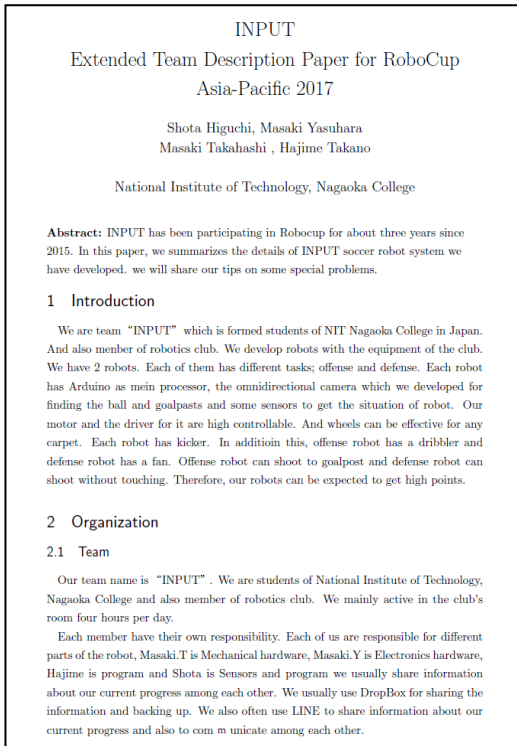 INPUT
Extended Team Description Paper for RoboCup
Asia-Pacific 2017
Shota Higuchi, Masaki Yasuhara
Masaki Takahashi , Hajime Takano
National Institute of Technology, Nagaoka College
Abstract: INPUT has been participating in Robocup for about three years since
2015. In this paper, we summarizes the details of INPUT soccer robot system we
have developed. we will share our tips on some special problems.
1 Introduction
We are team “INPUT” which is formed students of NIT Nagaoka College in Japan.
And also menber of robotics club. We develop robots with the equipment of the club.
We have 2 robots. Each of them has different tasks; offense and defense. Each robot
has Arduino as mein processor, the omnidirectional camera which we developed for
finding the ball and goalpasts and some sensors to get the situation of robot. Our
motor and the driver for it are high controllable. And wheels can be effective for any
carpet. Each robot has kicker. In additioin this, offense robot has a dribbler and
defense robot has a fan. Offense robot can shoot to goalpost and defense robot can
shoot without touching. Therefore, our robots can be expected to get high points.
2 Organization
2.1 Team
Our team name is “INPUT” . We are students of National Institute of Technology,
Nagaoka College and also member of robotics club. We mainly active in the club's
room four hours per day.
Each member have their own responsibility. Each of us are responsible for different
parts of the robot, Masaki.T is Mechanical hardware, Masaki.Y is Electronics hardware,
Hajime is program and Shota is Sensors and program we usually share information
about our current progress among each other. We usually use DropBox for sharing the
information and backing up. We also often use LINE to share information about our
current progress and also to com m unicate among each other.